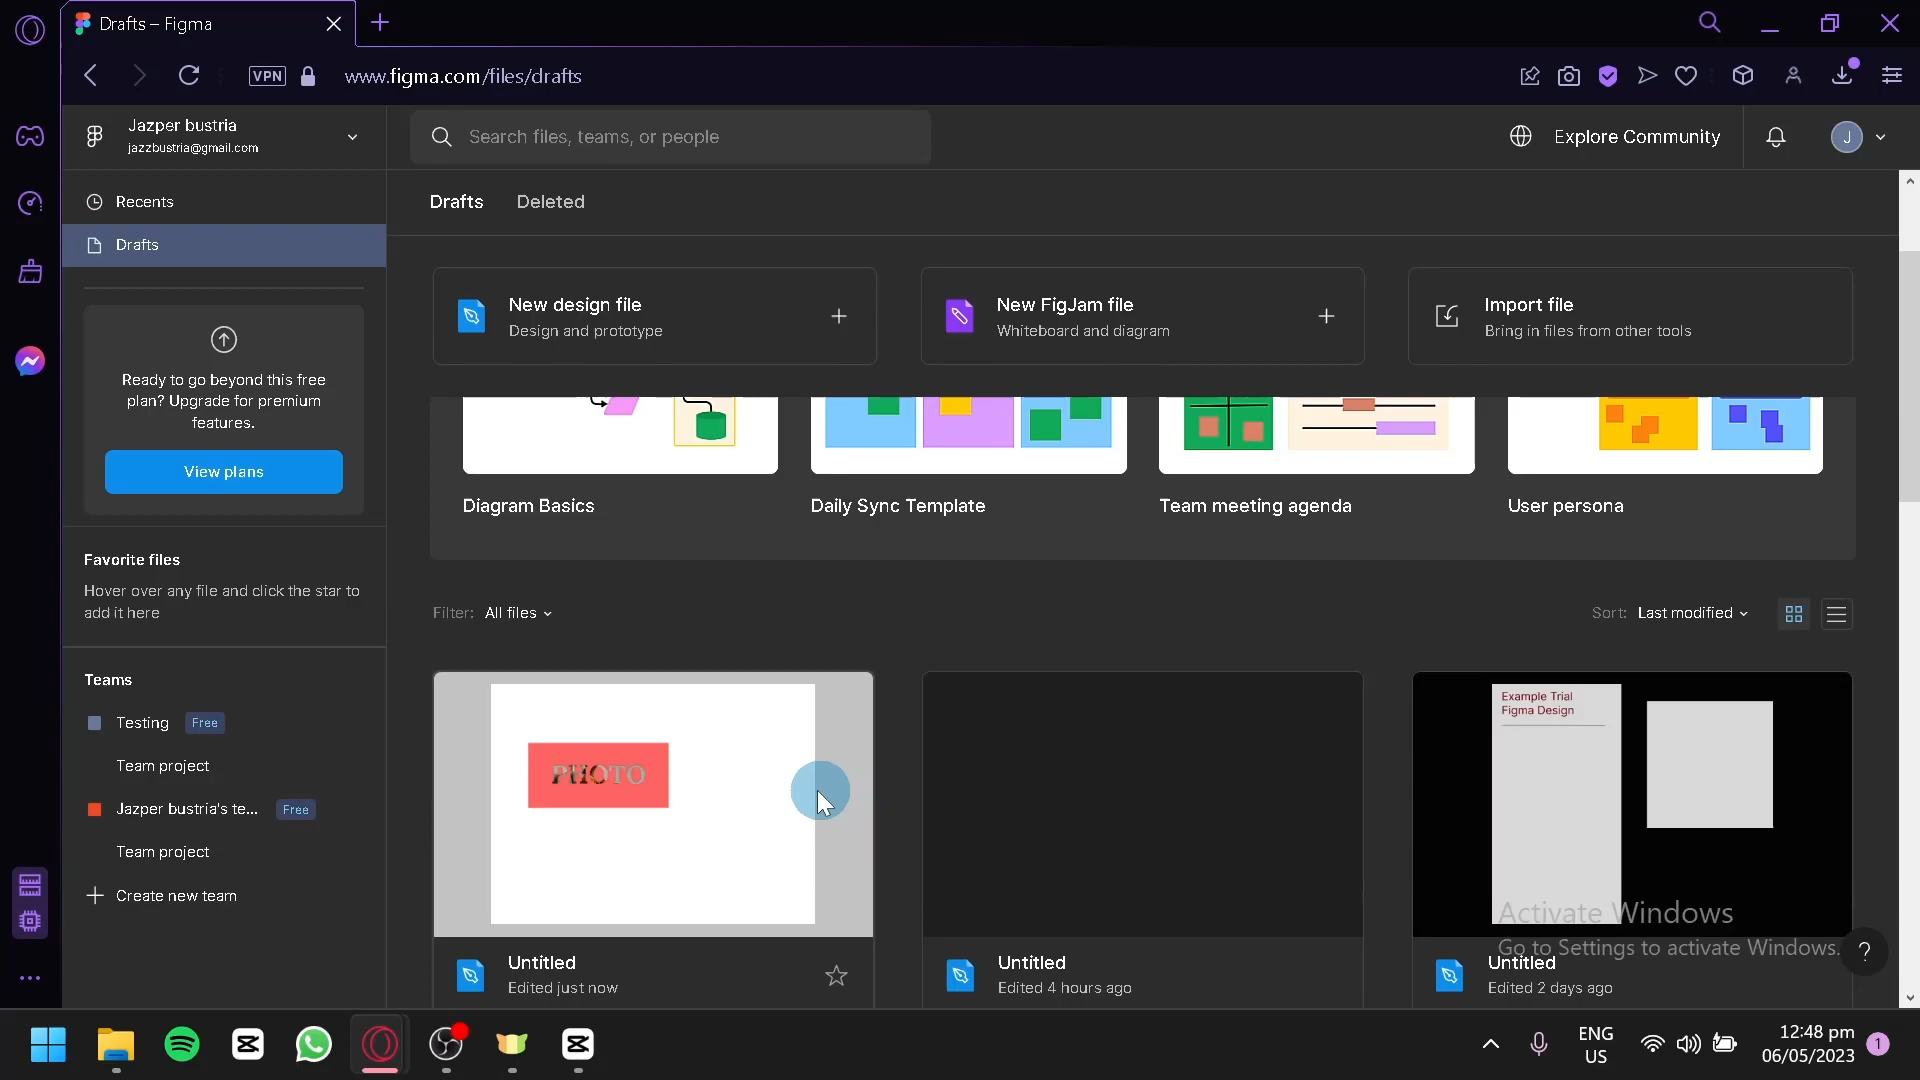 Drafts – Figma
VPN
www.figma.com/files/drafts
Jazper bustria
jazzbustria@gmail.com
Search files, teams, or people
Explore Community
J
Recents
Drafts
Drafts
Deleted
New design file
Design and prototype
New FigJam file
Whiteboard and diagram
Import file
Bring in files from other tools
Ready to go beyond this free
plan? Upgrade for premium
features.
View plans
Diagram Basics
Daily Sync Template
Team meeting agenda
User persona
Favorite files
Hover over any file and click the star to
add it here
Filter: All files
Sort: Last modified
Teams
Testing Free
Team project
Jazper bustria's te... Free
Team project
Create new team
PHOTO
Example Trial
Figma Design
Untitled
Edited just now
Untitled
Edited 4 hours ago
Untitled
Edited 2 days ago
Activate Windows
Go to Settings to activate Windows.
?
ENG
US
12:48 pm
06/05/2023
1